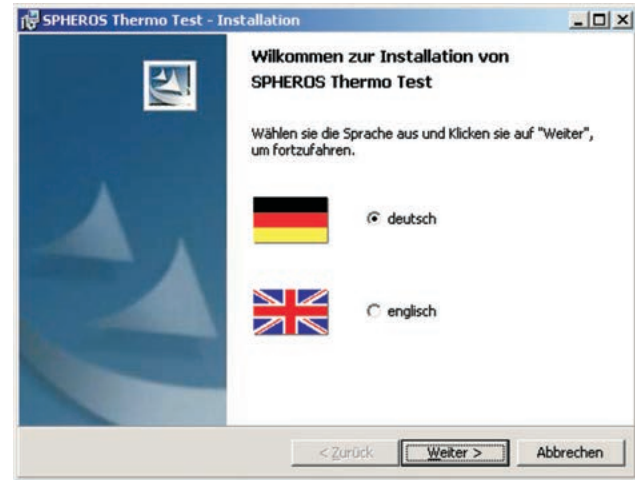 SPHEROS Thermo Test - Installation
Wilkommen zur Installation von
SPHEROS Thermo Test
Wählen sie die Sprache aus und Klicken sie auf "Weiter",
um fortzufahren.
deutsch
englisch
< Zurück
Weiter >
Abbrechen